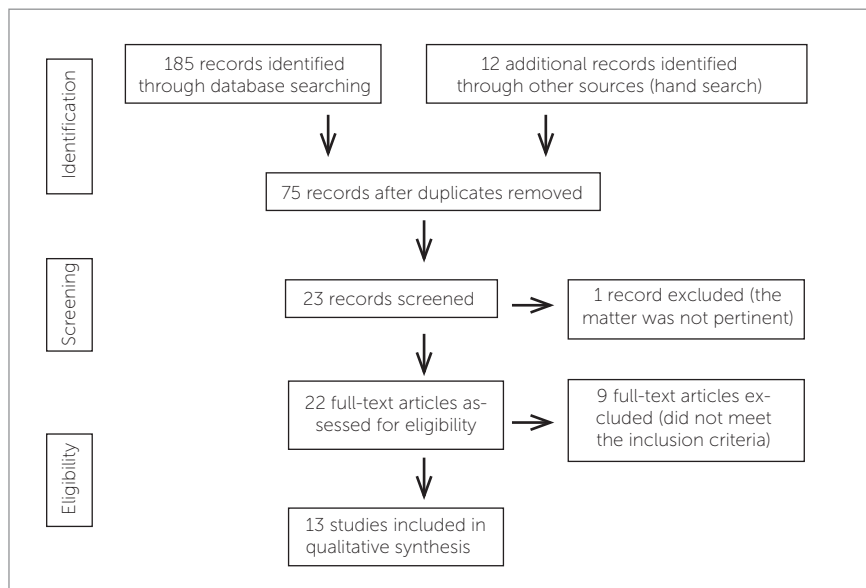 Identification
185 records identified
through database searching
12 additional records identified
through other sources (hand search)
75 records after duplicates removed
Screening
23 records screened
1 record excluded (the
matter was not pertinent)
Eligibility
22 full-text articles as-
sessed for eligibility
9 full-text articles ex-
cluded (did not meet
the inclusion criteria)
13 studies included in
qualitative synthesis